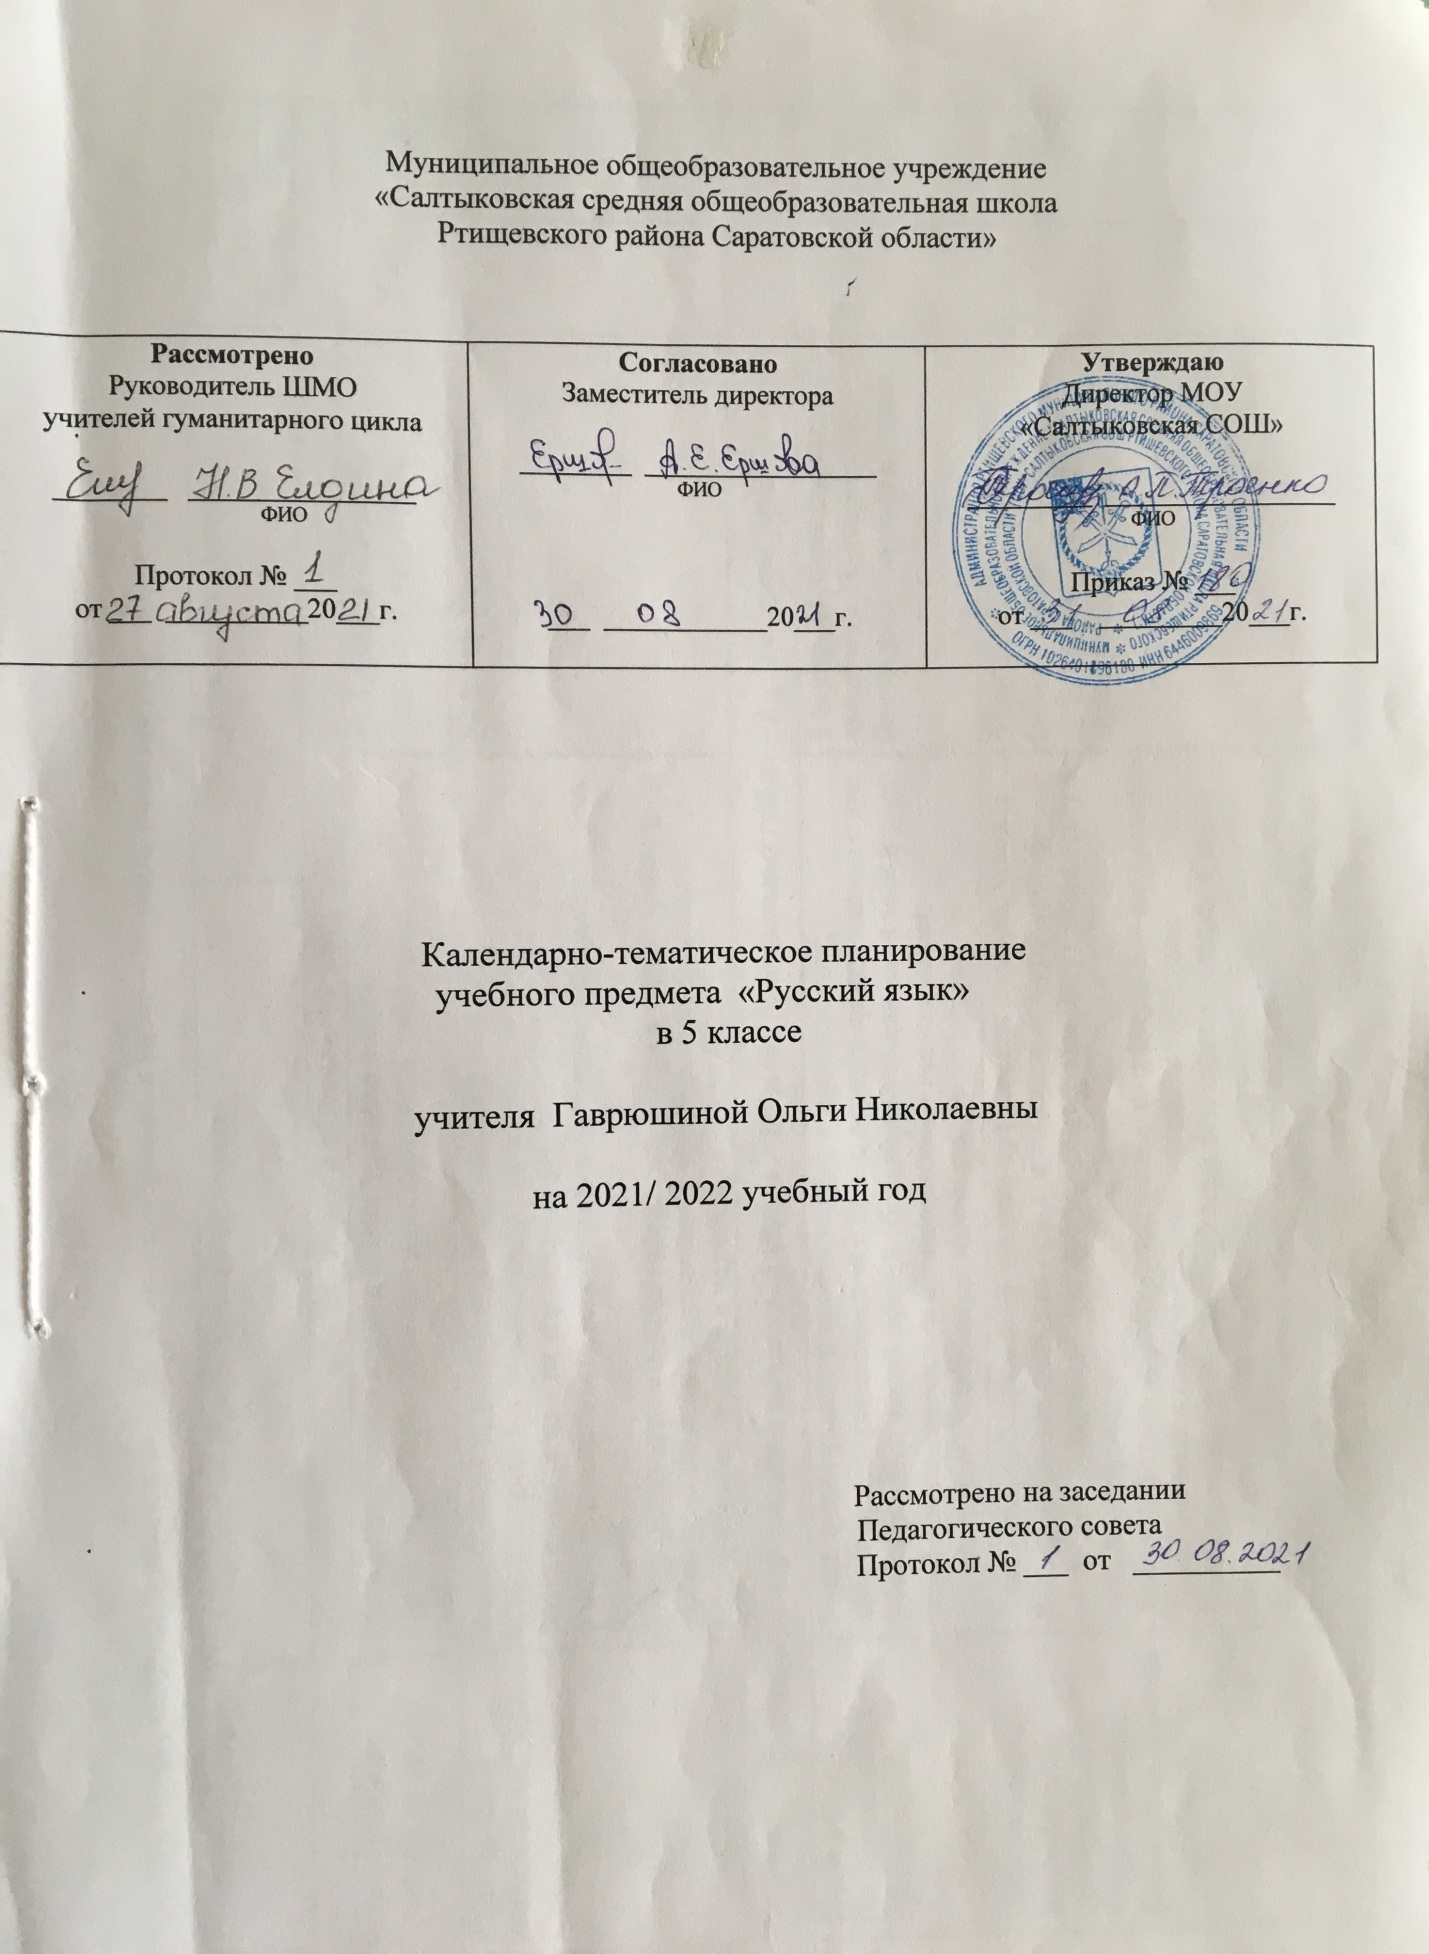 Муниципальное общеобразовательное учреждение
«Салтыковская средняя общеобразовательная школа
Ртищевского района Саратовской области»
Рассмотрено
Руководитель ШМО
учителей гуманитарного цикла
Н.В Елдина
ФИО
Протокол № 1
от 27 августа 2021 г.
Согласовано
Заместитель директора
А.Е. Ершова
ФИО
30 08 2021 г.
Утверждаю
Директор МОУ
«Салтыковская СОШ»
ФИО
Приказ №
от 31 2021 г.
Календарно-тематическое планирование
учебного предмета «Русский язык»
в 5 классе
учителя Гаврюшиной Ольги Николаевны
на 2021/ 2022 учебный год
Рассмотрено на заседании
Педагогического совета
Протокол № 1 от 30.08.2021